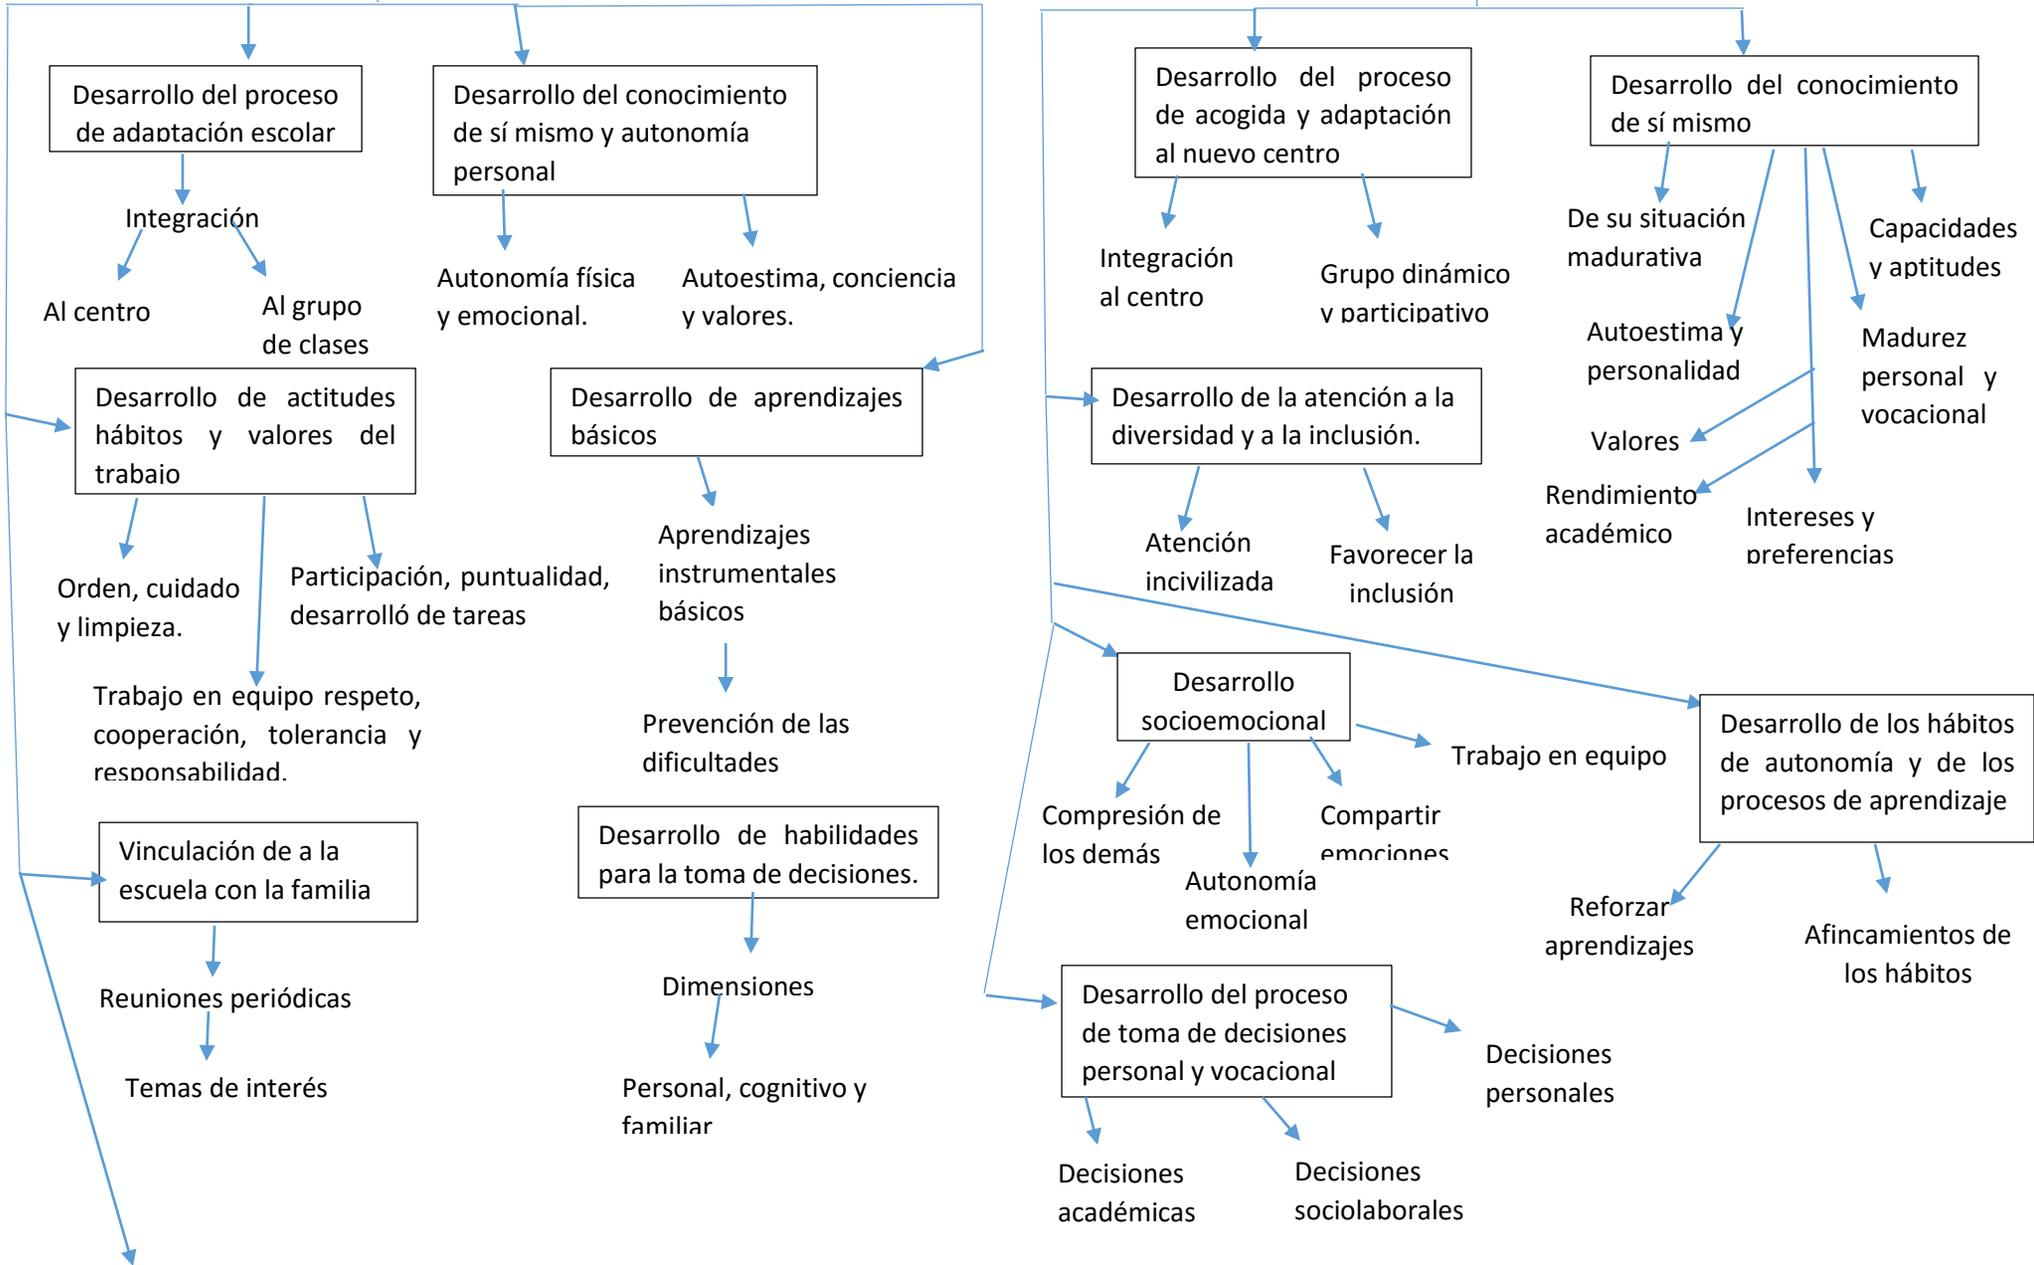 Desarrollo del proceso
de adaptación escolar
Integración
Al centro
Al grupo
de clases
Desarrollo del conocimiento
de sí mismo y autonomía
personal
Autonomía física
y emocional.
Autoestima, conciencia
y valores.
Desarrollo de actitudes
hábitos y valores del
trabajo
Orden, cuidado
y limpieza.
Participación, puntualidad,
desarrolló de tareas
Trabajo en equipo respeto,
cooperación, tolerancia y
responsabilidad.
Desarrollo de aprendizajes
básicos
Aprendizajes
instrumentales
básicos
Prevención de las
dificultades
Vinculación de a la
escuela con la familia
Reuniones periódicas
Temas de interés
Desarrollo de habilidades
para la toma de decisiones.
Dimensiones
Personal, cognitivo y
familiar
Desarrollo del proceso
de acogida y adaptación
al nuevo centro
Integración
al centro
Grupo dinámico
y participativo
Desarrollo del conocimiento
de sí mismo
De su situación
madurativa
Capacidades
y aptitudes
Autoestima y
personalidad
Madurez
personal y
vocacional
Valores
Rendimiento
académico
Intereses y
preferencias
Desarrollo de la atención a la
diversidad y a la inclusión.
Atención
incivilizada
Favorecer la
inclusión
Desarrollo
socioemocional
Trabajo en equipo
Compresión de
los demás
Compartir
emociones
Autonomía
emocional
Desarrollo de los hábitos
de autonomía y de los
procesos de aprendizaje
Reforzar
aprendizajes
Afincamientos de
los hábitos
Desarrollo del proceso
de toma de decisiones
personal y vocacional
Decisiones
personales
Decisiones
académicas
Decisiones
sociolaborales